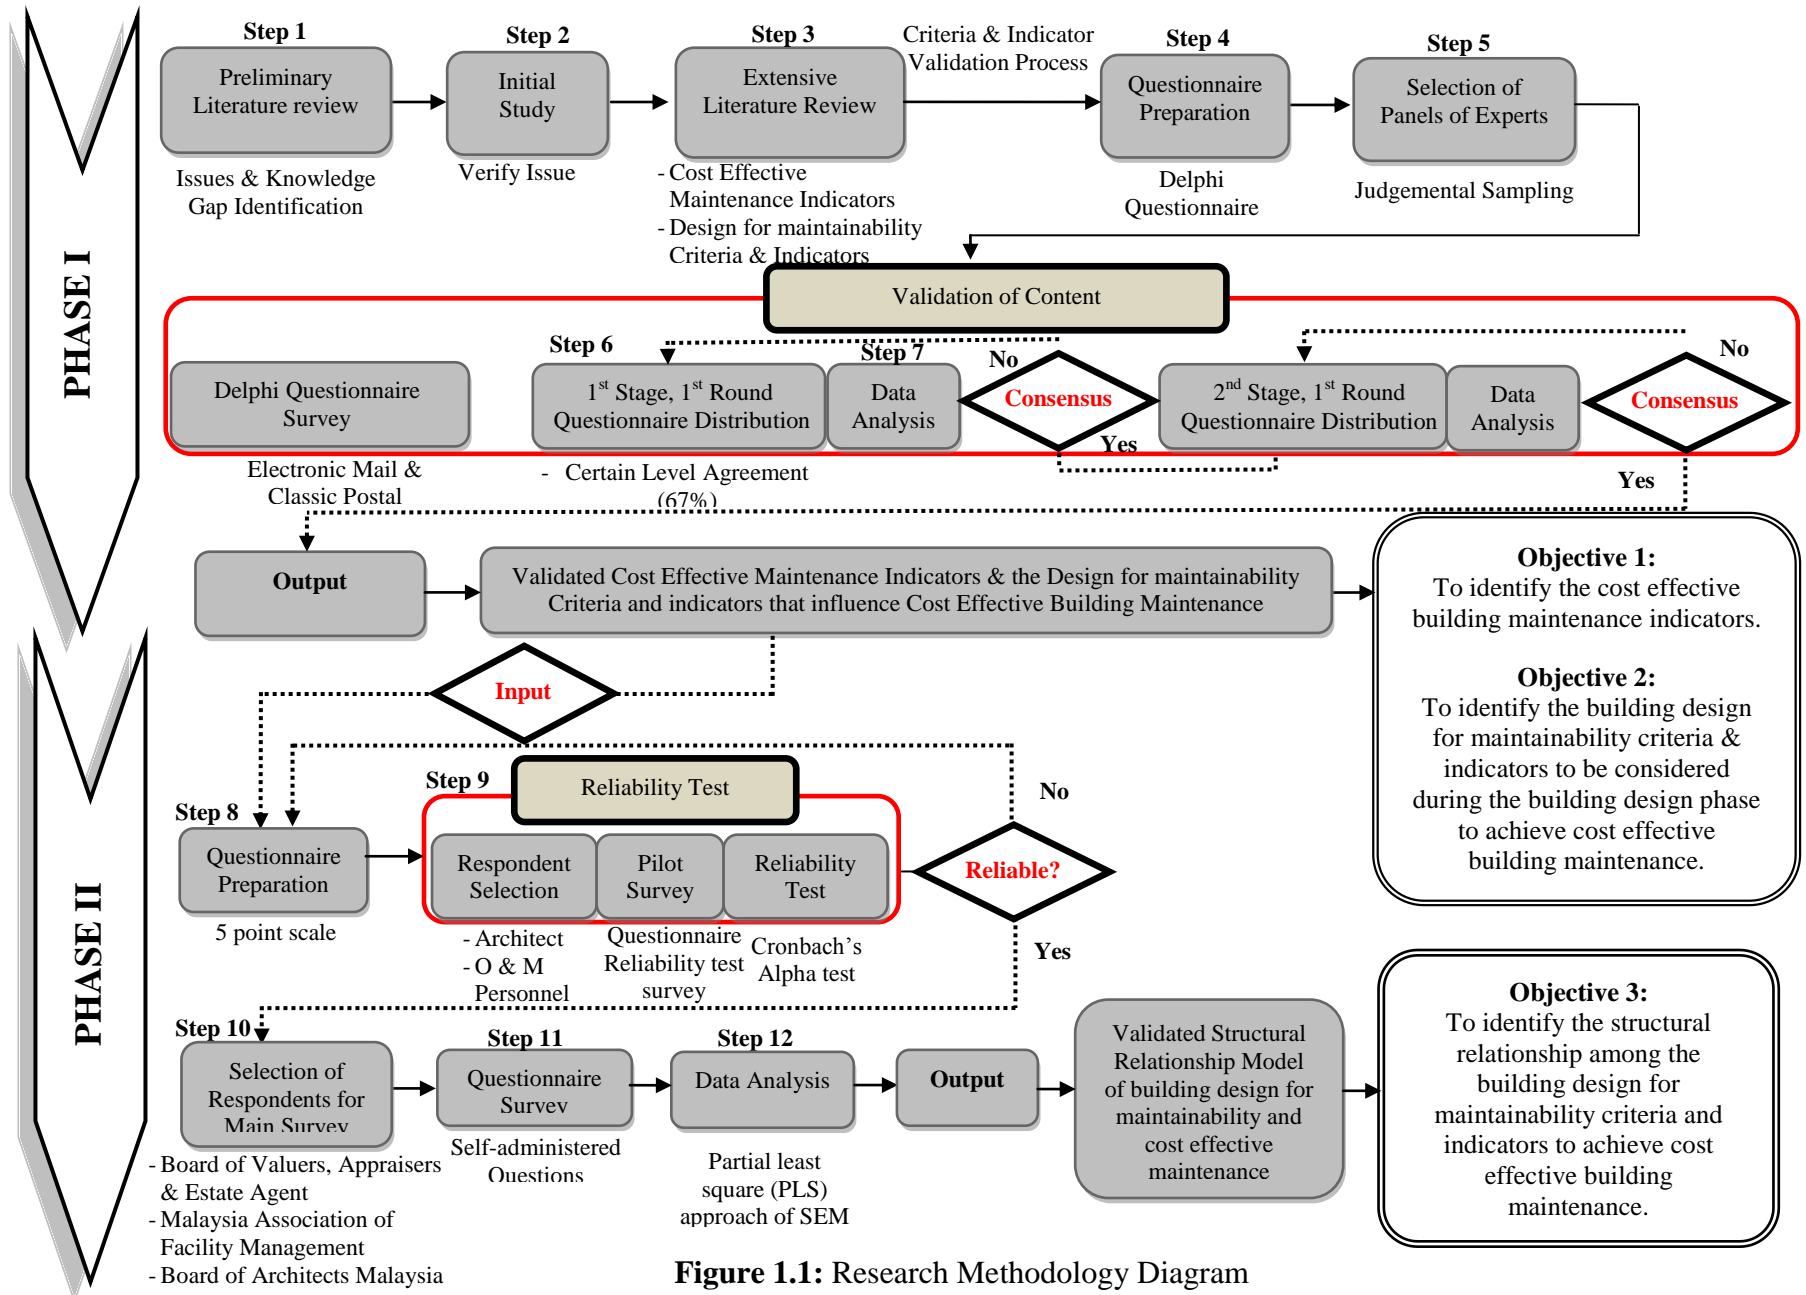 PHASE I
Step 1
Preliminary
Literature review
Issues & Knowledge
Gap Identification
Step 2
Initial
Study
Verify Issue
Step 3
Extensive
Literature Review
- Cost Effective
Maintenance Indicators
- Design for maintainability
Criteria & Indicators
Criteria & Indicator
Validation Process
Step 4
Questionnaire
Preparation
Delphi
Questionnaire
Step 5
Selection of
Panels of Experts
Judgemental Sampling
Validation of Content
Delphi Questionnaire
Survey
Electronic Mail &
Classic Postal
Step 6
1st Stage, 1st Round
Questionnaire Distribution
- Certain Level Agreement
(67%)
Step 7
Data
Analysis
No
Consensus
Yes
2nd Stage, 1st Round
Questionnaire Distribution
Data
Analysis
No
Consensus
Yes
Output
Validated Cost Effective Maintenance Indicators & the Design for maintainability
Criteria and indicators that influence Cost Effective Building Maintenance
Objective 1:
To identify the cost effective
building maintenance indicators.
Objective 2:
To identify the building design
for maintainability criteria &
indicators to be considered
during the building design phase
to achieve cost effective
building maintenance.
PHASE II
Input
Step 8
Questionnaire
Preparation
5 point scale
Step 9
Reliability Test
Respondent
Selection
- Architect
- O & M
Personnel
Pilot
Survey
Questionnaire
Reliability test
survey
Reliability
Test
Cronbach's
Alpha test
No
Reliable?
Yes
Step 10
Selection of
Respondents for
Main Survey
- Board of Valuers, Appraisers
& Estate Agent
- Malaysia Association of
Facility Management
- Board of Architects Malaysia
Step 11
Questionnaire
Survey
Self-administered
Questions
Step 12
Data Analysis
Partial least
square (PLS)
approach of SEM
Output
Validated Structural
Relationship Model
of building design for
maintainability and
cost effective
maintenance
Objective 3:
To identify the structural
relationship among the
building design for
maintainability criteria and
indicators to achieve cost
effective building
maintenance.
Figure 1.1: Research Methodology Diagram